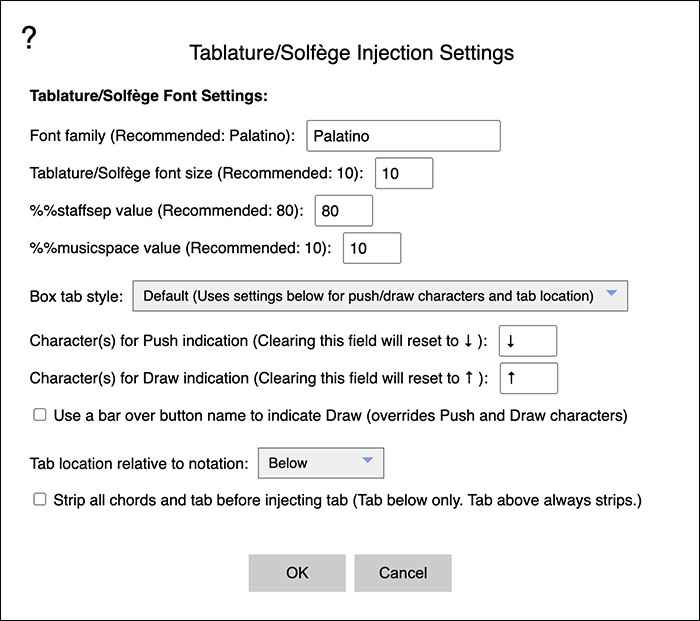 ?
Tablature/Solfège Injection Settings
Tablature/Solfège Font Settings:
Font family (Recommended: Palatino): Palatino
Tablature/Solfège font size (Recommended: 10): 10
%%staffsep value (Recommended: 80): 80
%%musicspace value (Recommended: 10): 10
Box tab style: Default (Uses settings below for push/draw characters and tab location)
Character(s) for Push indication (Clearing this field will reset to ↓ ): ↓
Character(s) for Draw indication (Clearing this field will reset to ↑ ): ↑
Use a bar over button name to indicate Draw (overrides Push and Draw characters)
Tab location relative to notation: Below
Strip all chords and tab before injecting tab (Tab below only. Tab above always strips.)
OK Cancel